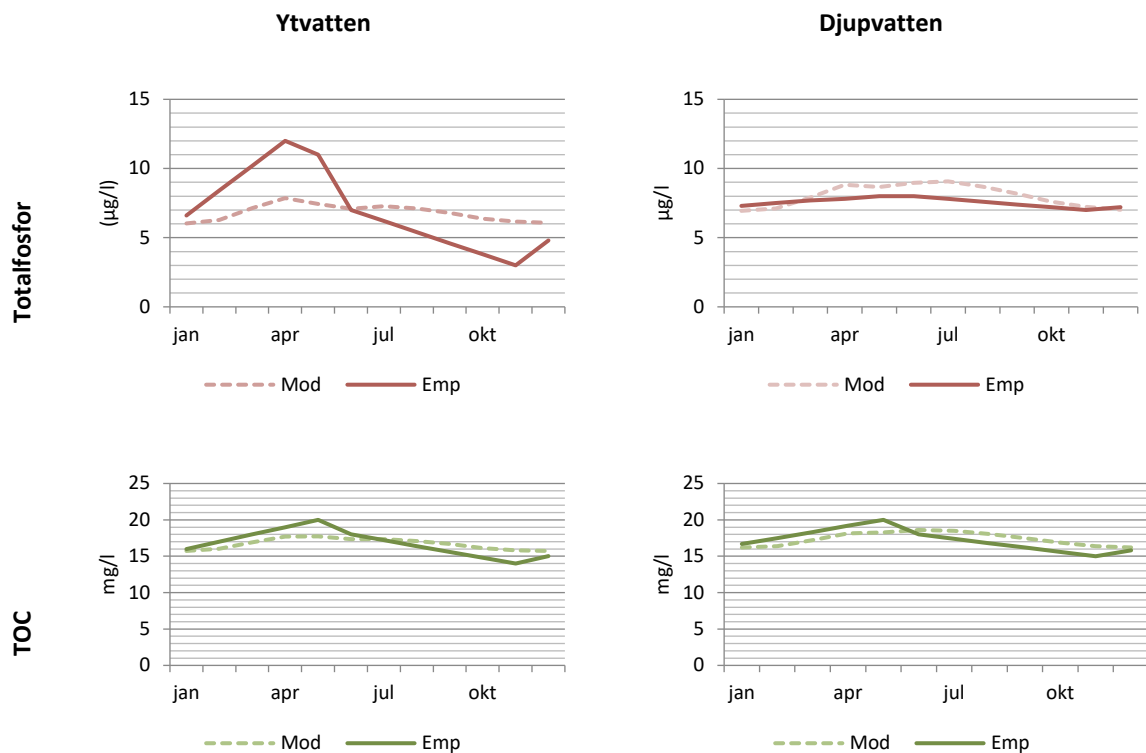 Ytvatten
Djupvatten
Totalfosfor
(µg/l)
15
10
5
0
jan apr jul okt
Mod Emp
µg/l
15
10
5
0
jan apr jul okt
Mod Emp
TOC
mg/l
25
20
15
10
5
0
jan apr jul okt
Mod Emp
mg/l
25
20
15
10
5
0
jan apr jul okt
Mod Emp